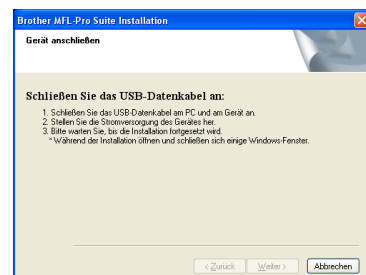 Brother MFL-Pro Suite Installation
Gerät anschließen
Schließen Sie das USB-Datenkabel an:
1. Schließen Sie das USB-Datenkabel am PC und am Gerät an.
2. Stellen Sie die Stromversorgung des Gerätes her.
3. Bitte warten Sie, bis die Installation fortgesetzt wird.
* Während der Installation öffnen und schließen sich einige Windows-Fenster.
< Zurück Weiter > Abbrechen